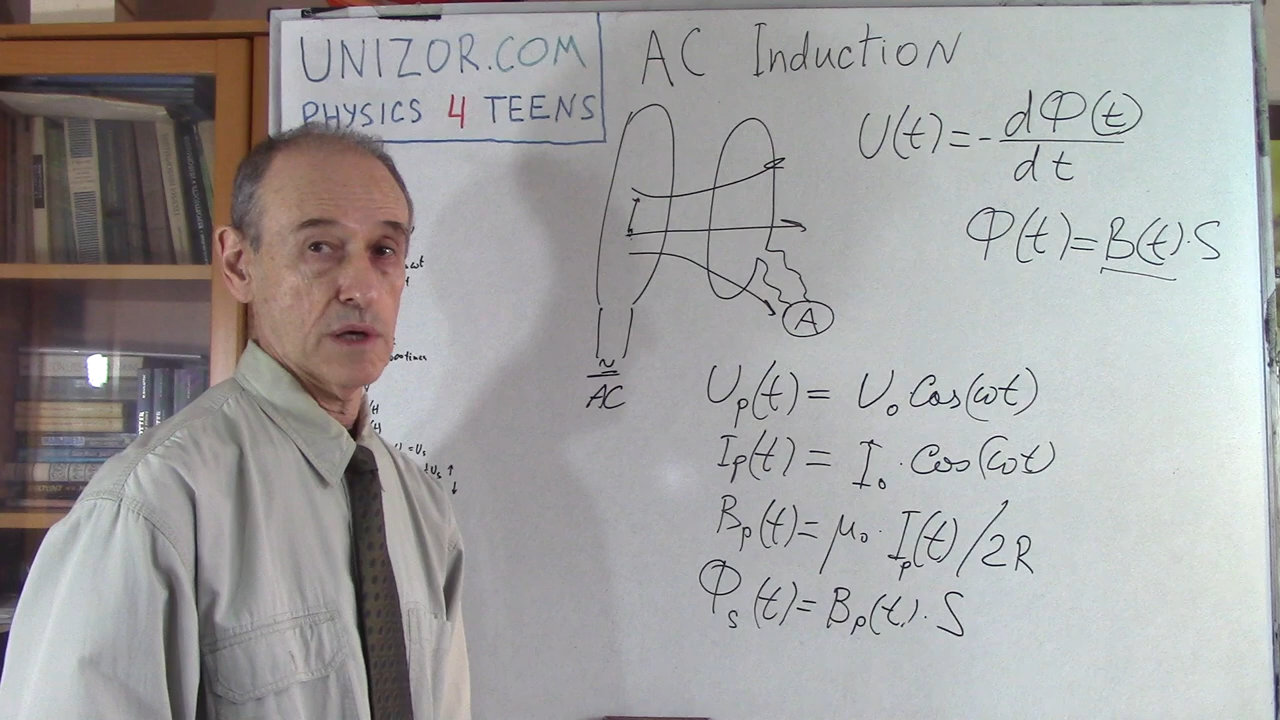 UNIZOR.COM
PHYSICS 4 TEENS
AC Induction
U(t)=-dΦ(t)/dt
Φ(t)=B(t)·S
A
~
AC
U_p(t)= U_0 Cos(ωt)
I_p(t)= I_0·Cos(ωt)
B_p(t)=μ_0·I_p(t)/2R
Φ_s(t)=B_p(t)·S